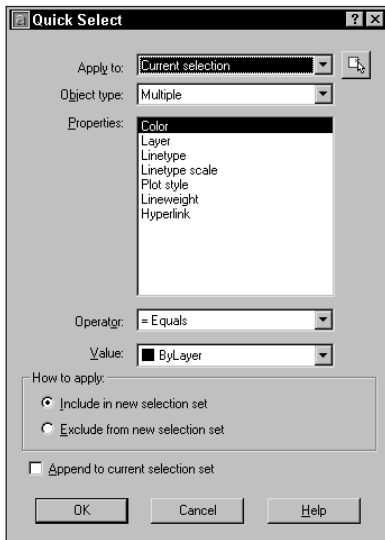 Quick Select
Apply to: Current selection
Object type: Multiple
Properties: Color
Layer
Linetype
Linetype scale
Plot style
Lineweight
Hyperlink
Operator: = Equals
Value: ByLayer
How to apply:
Include in new selection set
Exclude from new selection set
Append to current selection set
OK Cancel Help